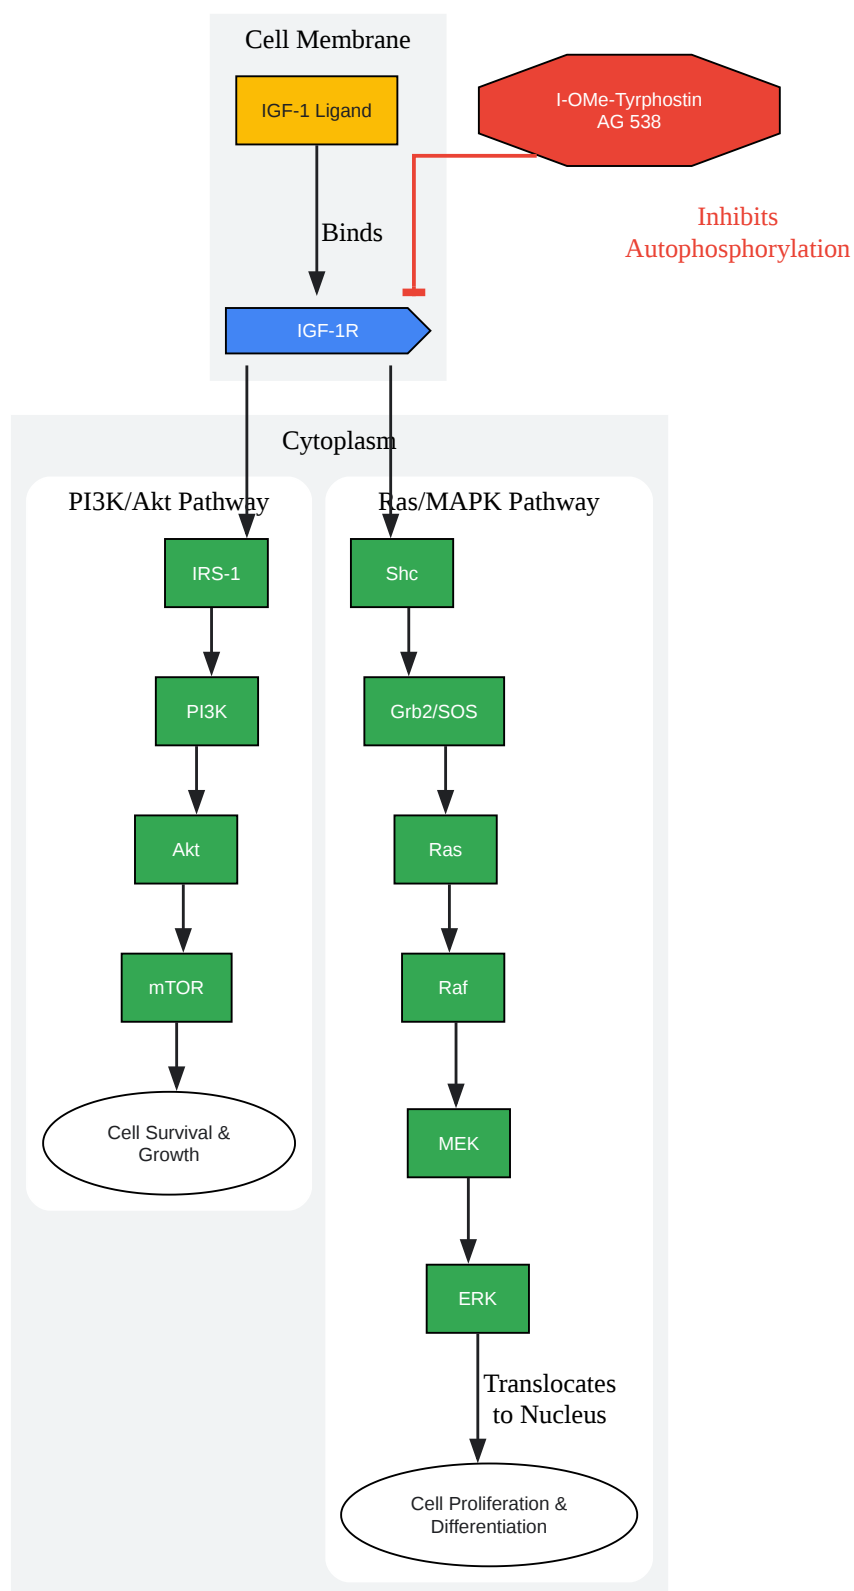 Cell Membrane
IGF-1 Ligand
I-OMe-Tyrphostin
AG 538
Binds
Inhibits
Autophosphorylation
IGF-1R
Cytoplasm
PI3K/Akt Pathway
IRS-1
PI3K
Akt
mTOR
Cell Survival &
Growth
Ras/MAPK Pathway
Shc
Grb2/SOS
Ras
Raf
MEK
ERK
Translocates
to Nucleus
Cell Proliferation &
Differentiation